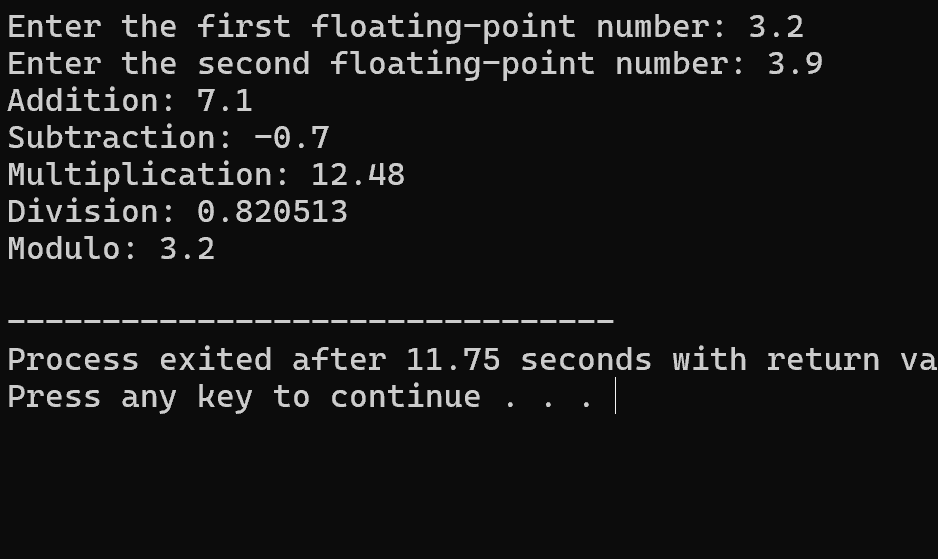 Enter the first floating-point number: 3.2
Enter the second floating-point number: 3.9
Addition: 7.1
Subtraction: -0.7
Multiplication: 12.48
Division: 0.820513
Modulo: 3.2
--------------------------------
Process exited after 11.75 seconds with return va
Press any key to continue . . .